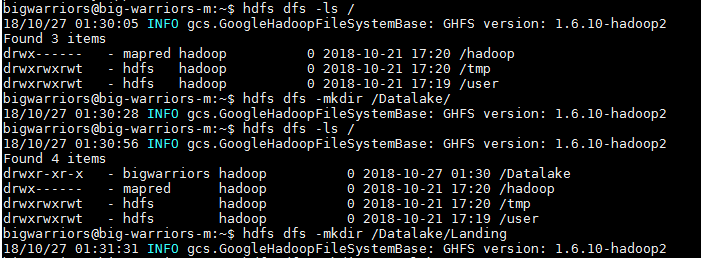 bigwarriors@big-warriors-m:~$ hdfs dfs -ls /
18/10/27 01:30:05 INFO gcs.GoogleHadoopFileSystemBase: GHFS version: 1.6.10-hadoop2
Found 3 items
drwx------   - mapred hadoop          0 2018-10-21 17:20 /hadoop
drwxrwxrwt   - hdfs   hadoop          0 2018-10-21 17:20 /tmp
drwxrwxrwt   - hdfs   hadoop          0 2018-10-21 17:19 /user
bigwarriors@big-warriors-m:~$ hdfs dfs -mkdir /Datalake/
18/10/27 01:30:28 INFO gcs.GoogleHadoopFileSystemBase: GHFS version: 1.6.10-hadoop2
bigwarriors@big-warriors-m:~$ hdfs dfs -ls /
18/10/27 01:30:56 INFO gcs.GoogleHadoopFileSystemBase: GHFS version: 1.6.10-hadoop2
Found 4 items
drwxr-xr-x   - bigwarriors hadoop          0 2018-10-27 01:30 /Datalake
drwx------   - mapred      hadoop          0 2018-10-21 17:20 /hadoop
drwxrwxrwt   - hdfs        hadoop          0 2018-10-21 17:20 /tmp
drwxrwxrwt   - hdfs        hadoop          0 2018-10-21 17:19 /user
bigwarriors@big-warriors-m:~$ hdfs dfs -mkdir /Datalake/Landing
18/10/27 01:31:31 INFO gcs.GoogleHadoopFileSystemBase: GHFS version: 1.6.10-hadoop2